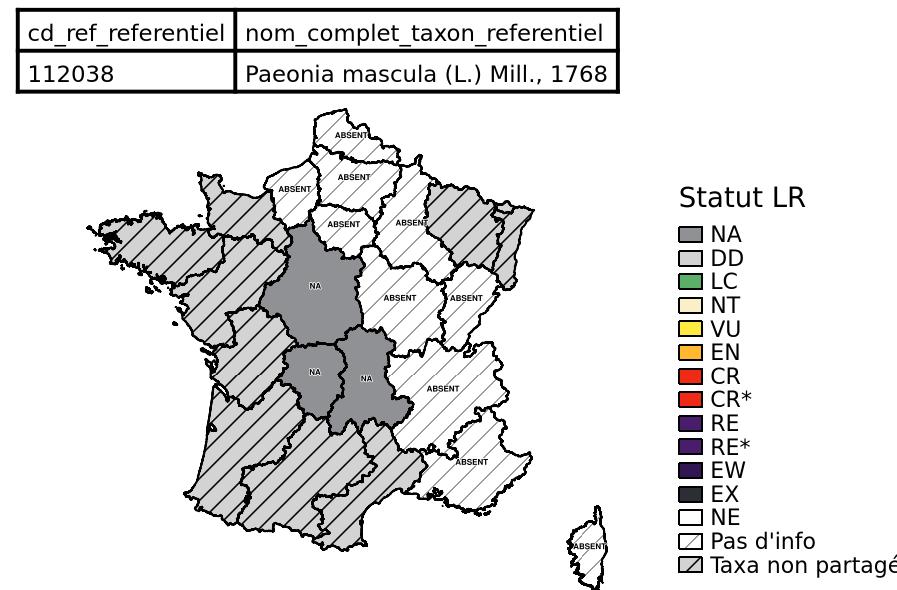 cd_ref_referentiel nom_complet_taxon_referentiel
112038 Paeonia mascula (L.) Mill., 1768
ABSENT
ABSENT
ABSENT
ABSENT
ABSENT
NA
ABSENT
ABSENT
NA
NA
ABSENT
ABSENT
ABSENT
Statut LR
NA
DD
LC
NT
VU
EN
CR
CR*
RE
RE*
EW
EX
NE
Pas d'info
Taxa non partagé